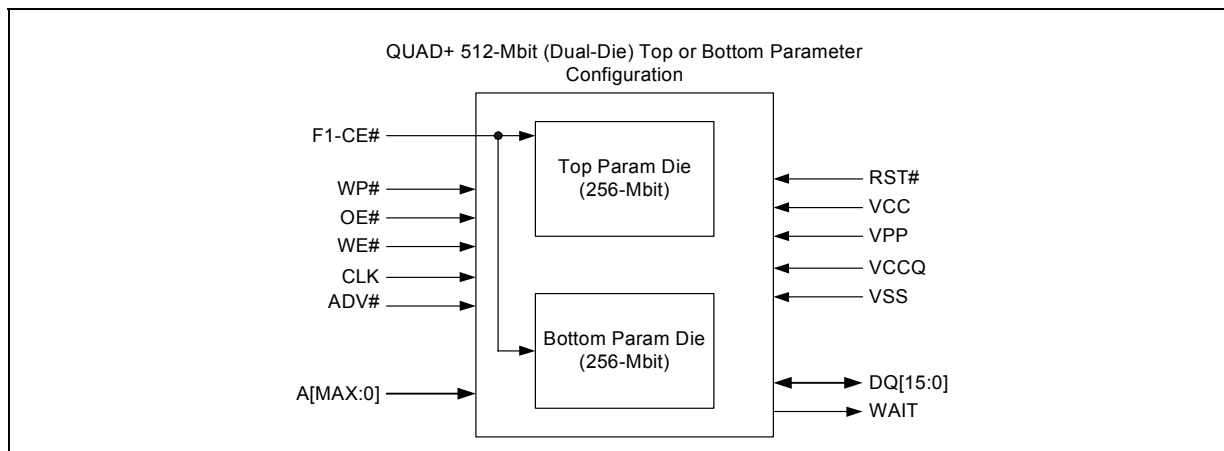 QUAD+ 512-Mbit (Dual-Die) Top or Bottom Parameter
Configuration
F1-CE#
WP#
OE#
WE#
CLK
ADV#
A[MAX:0]
Top Param Die
(256-Mbit)
Bottom Param Die
(256-Mbit)
RST#
VCC
VPP
VCCQ
VSS
DQ[15:0]
WAIT